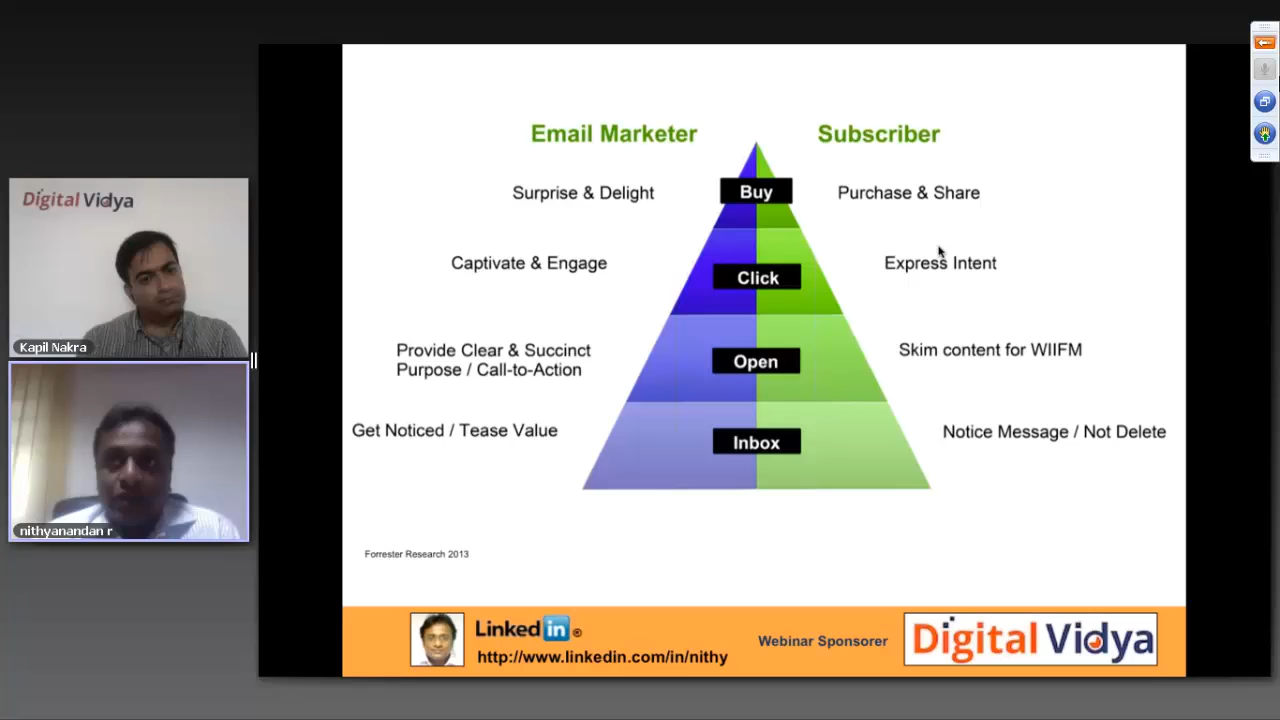 Email Marketer
Subscriber
Surprise & Delight
Buy
Purchase & Share
Captivate & Engage
Click
Express Intent
Provide Clear & Succinct
Purpose / Call-to-Action
Open
Skim content for WIIFM
Get Noticed / Tease Value
Inbox
Notice Message / Not Delete
Forrester Research 2013
Linked in ®
http://www.linkedin.com/in/nithy
Webinar Sponsorer
Digital Vidya
Digital Vidya
Kapil Nakra
nithyanandan r